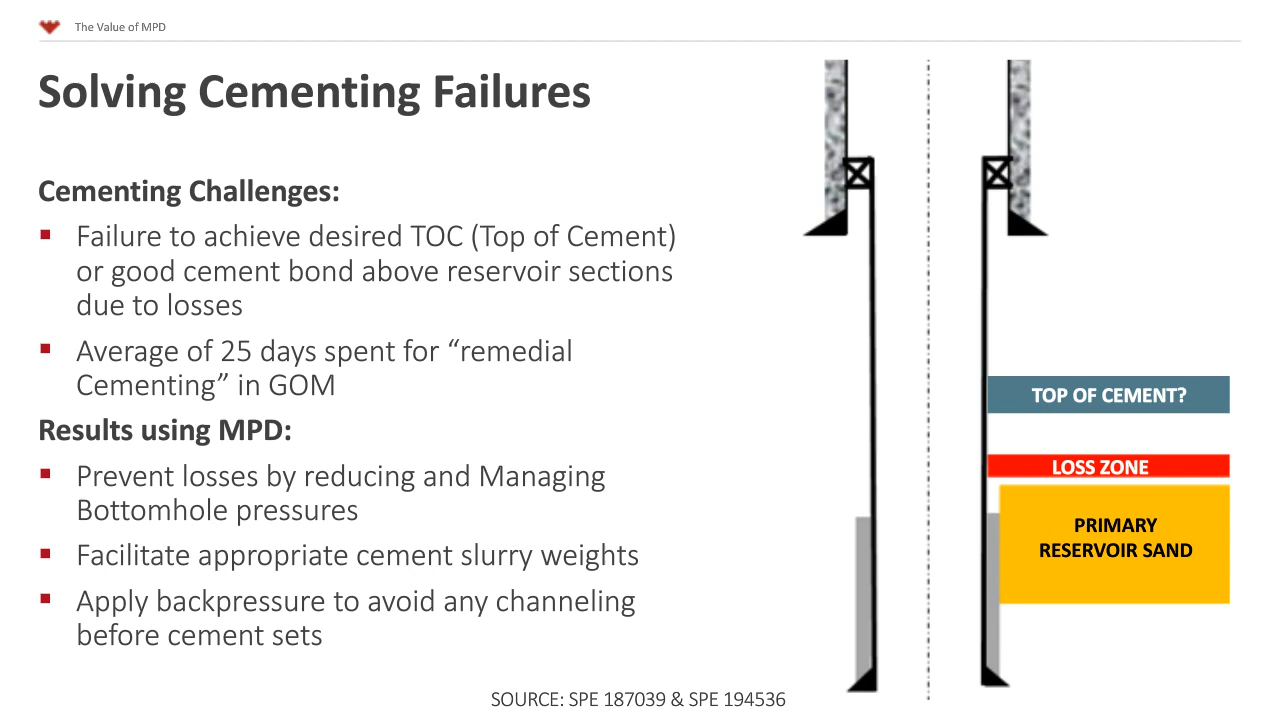 The Value of MPD
Solving Cementing Failures
Cementing Challenges:
Failure to achieve desired TOC (Top of Cement)
or good cement bond above reservoir sections
due to losses
Average of 25 days spent for “remedial
Cementing” in GOM
Results using MPD:
Prevent losses by reducing and Managing
Bottomhole pressures
Facilitate appropriate cement slurry weights
Apply backpressure to avoid any channeling
before cement sets
TOP OF CEMENT?
LOSS ZONE
PRIMARY
RESERVOIR SAND
SOURCE: SPE 187039 & SPE 194536